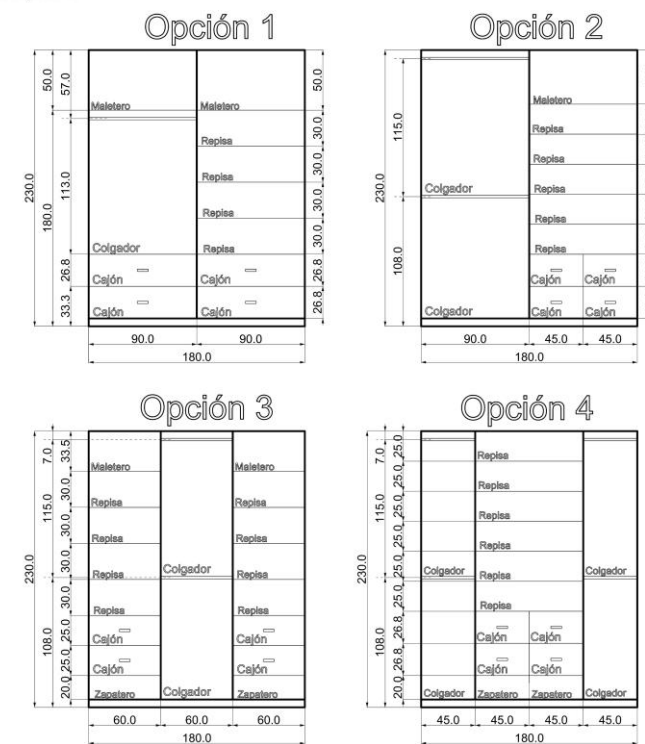 Opción 1
50.0
57.0
50.0
Maletero
Maletero
Repisa
30.0
Repisa
30.0
230.0
180.0
113.0
Repisa
30.0
Colgador
Repisa
30.0
26.8
Cajón
Cajón
26.8
33.3
Cajón
Cajón
26.8
90.0
90.0
180.0
Opción 2
115.0
Maletero
Repisa
Repisa
230.0
Colgador
Repisa
Repisa
Repisa
108.0
Cajón
Cajón
Colgador
Cajón
Cajón
90.0
45.0
45.0
180.0
Opción 3
7.0
33.5
Maletero
Maletero
115.0
30.0
Repisa
Repisa
30.0
Repisa
Repisa
230.0
30.0
Repisa
Colgador
Repisa
30.0
Repisa
Repisa
108.0
25.0
Cajón
Cajón
25.0
Cajón
Cajón
20.0
Zapatero
Colgador
Zapatero
60.0
60.0
60.0
180.0
Opción 4
7.0
25.0
Repisa
25.0
Repisa
115.0
25.0
Repisa
25.0
Repisa
230.0
25.0
Colgador
Repisa
Colgador
25.0
Repisa
108.0
26.8
Cajón
Cajón
26.8
Cajón
Cajón
20.0
Colgador
Zapatero
Zapatero
Colgador
45.0
45.0
45.0
45.0
180.0